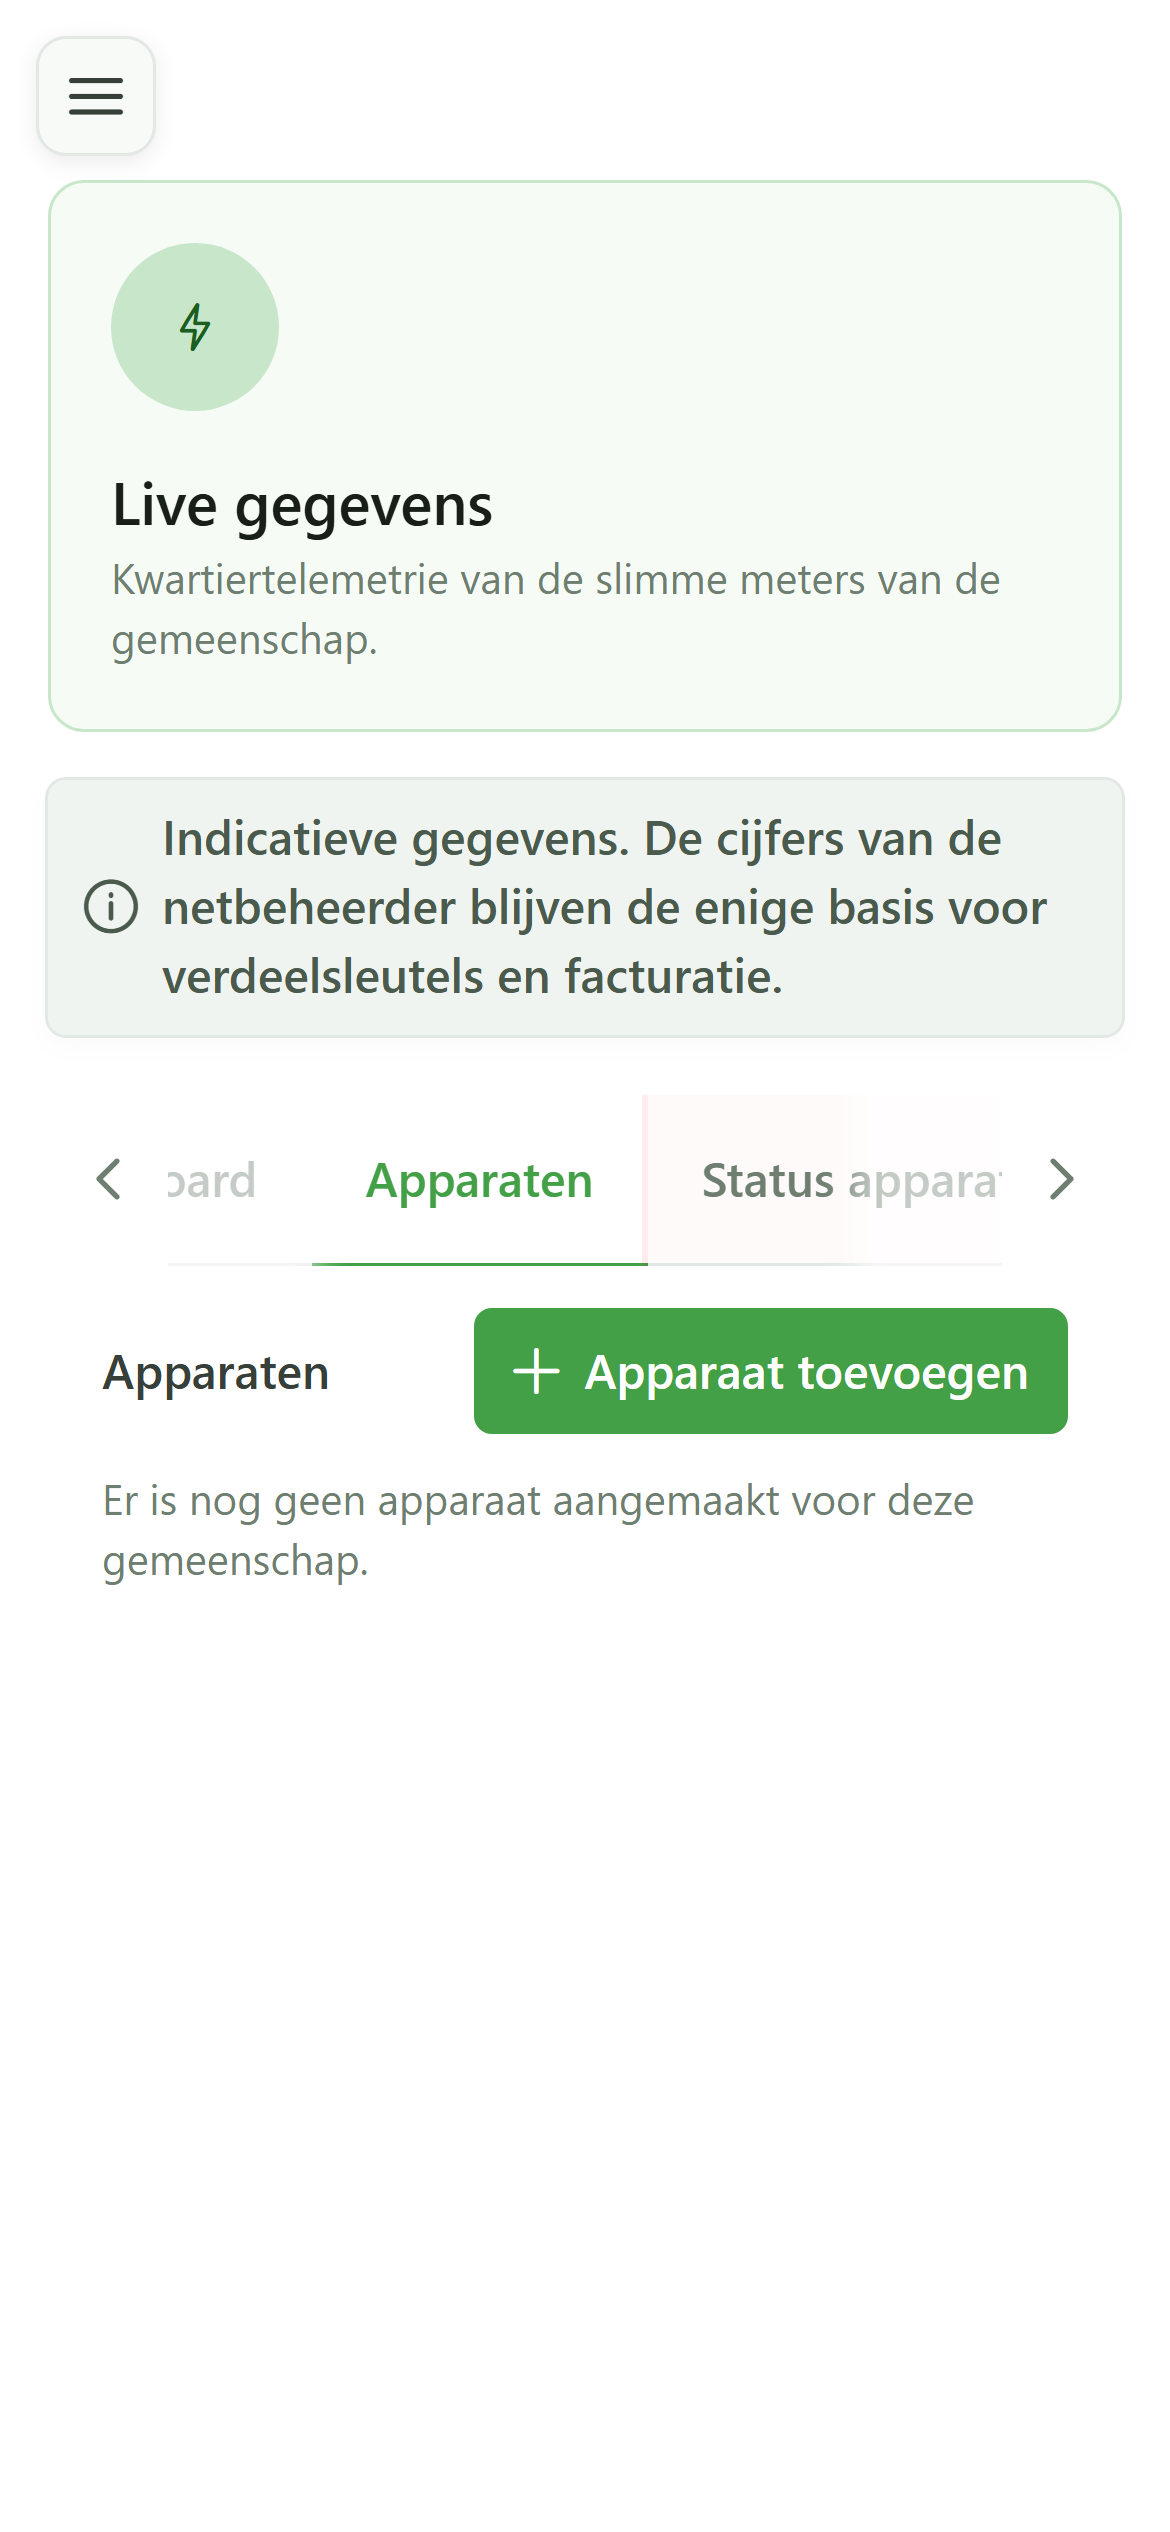 Live gegevens
Kwartiertelemetrie van de slimme meters van de
gemeenschap.
Indicatieve gegevens. De cijfers van de
netbeheerder blijven de enige basis voor
verdeelsleutels en facturatie.
Apparaten Status
Apparaten Apparaat toevoegen
Er is nog geen apparaat aangemaakt voor deze
gemeenschap.